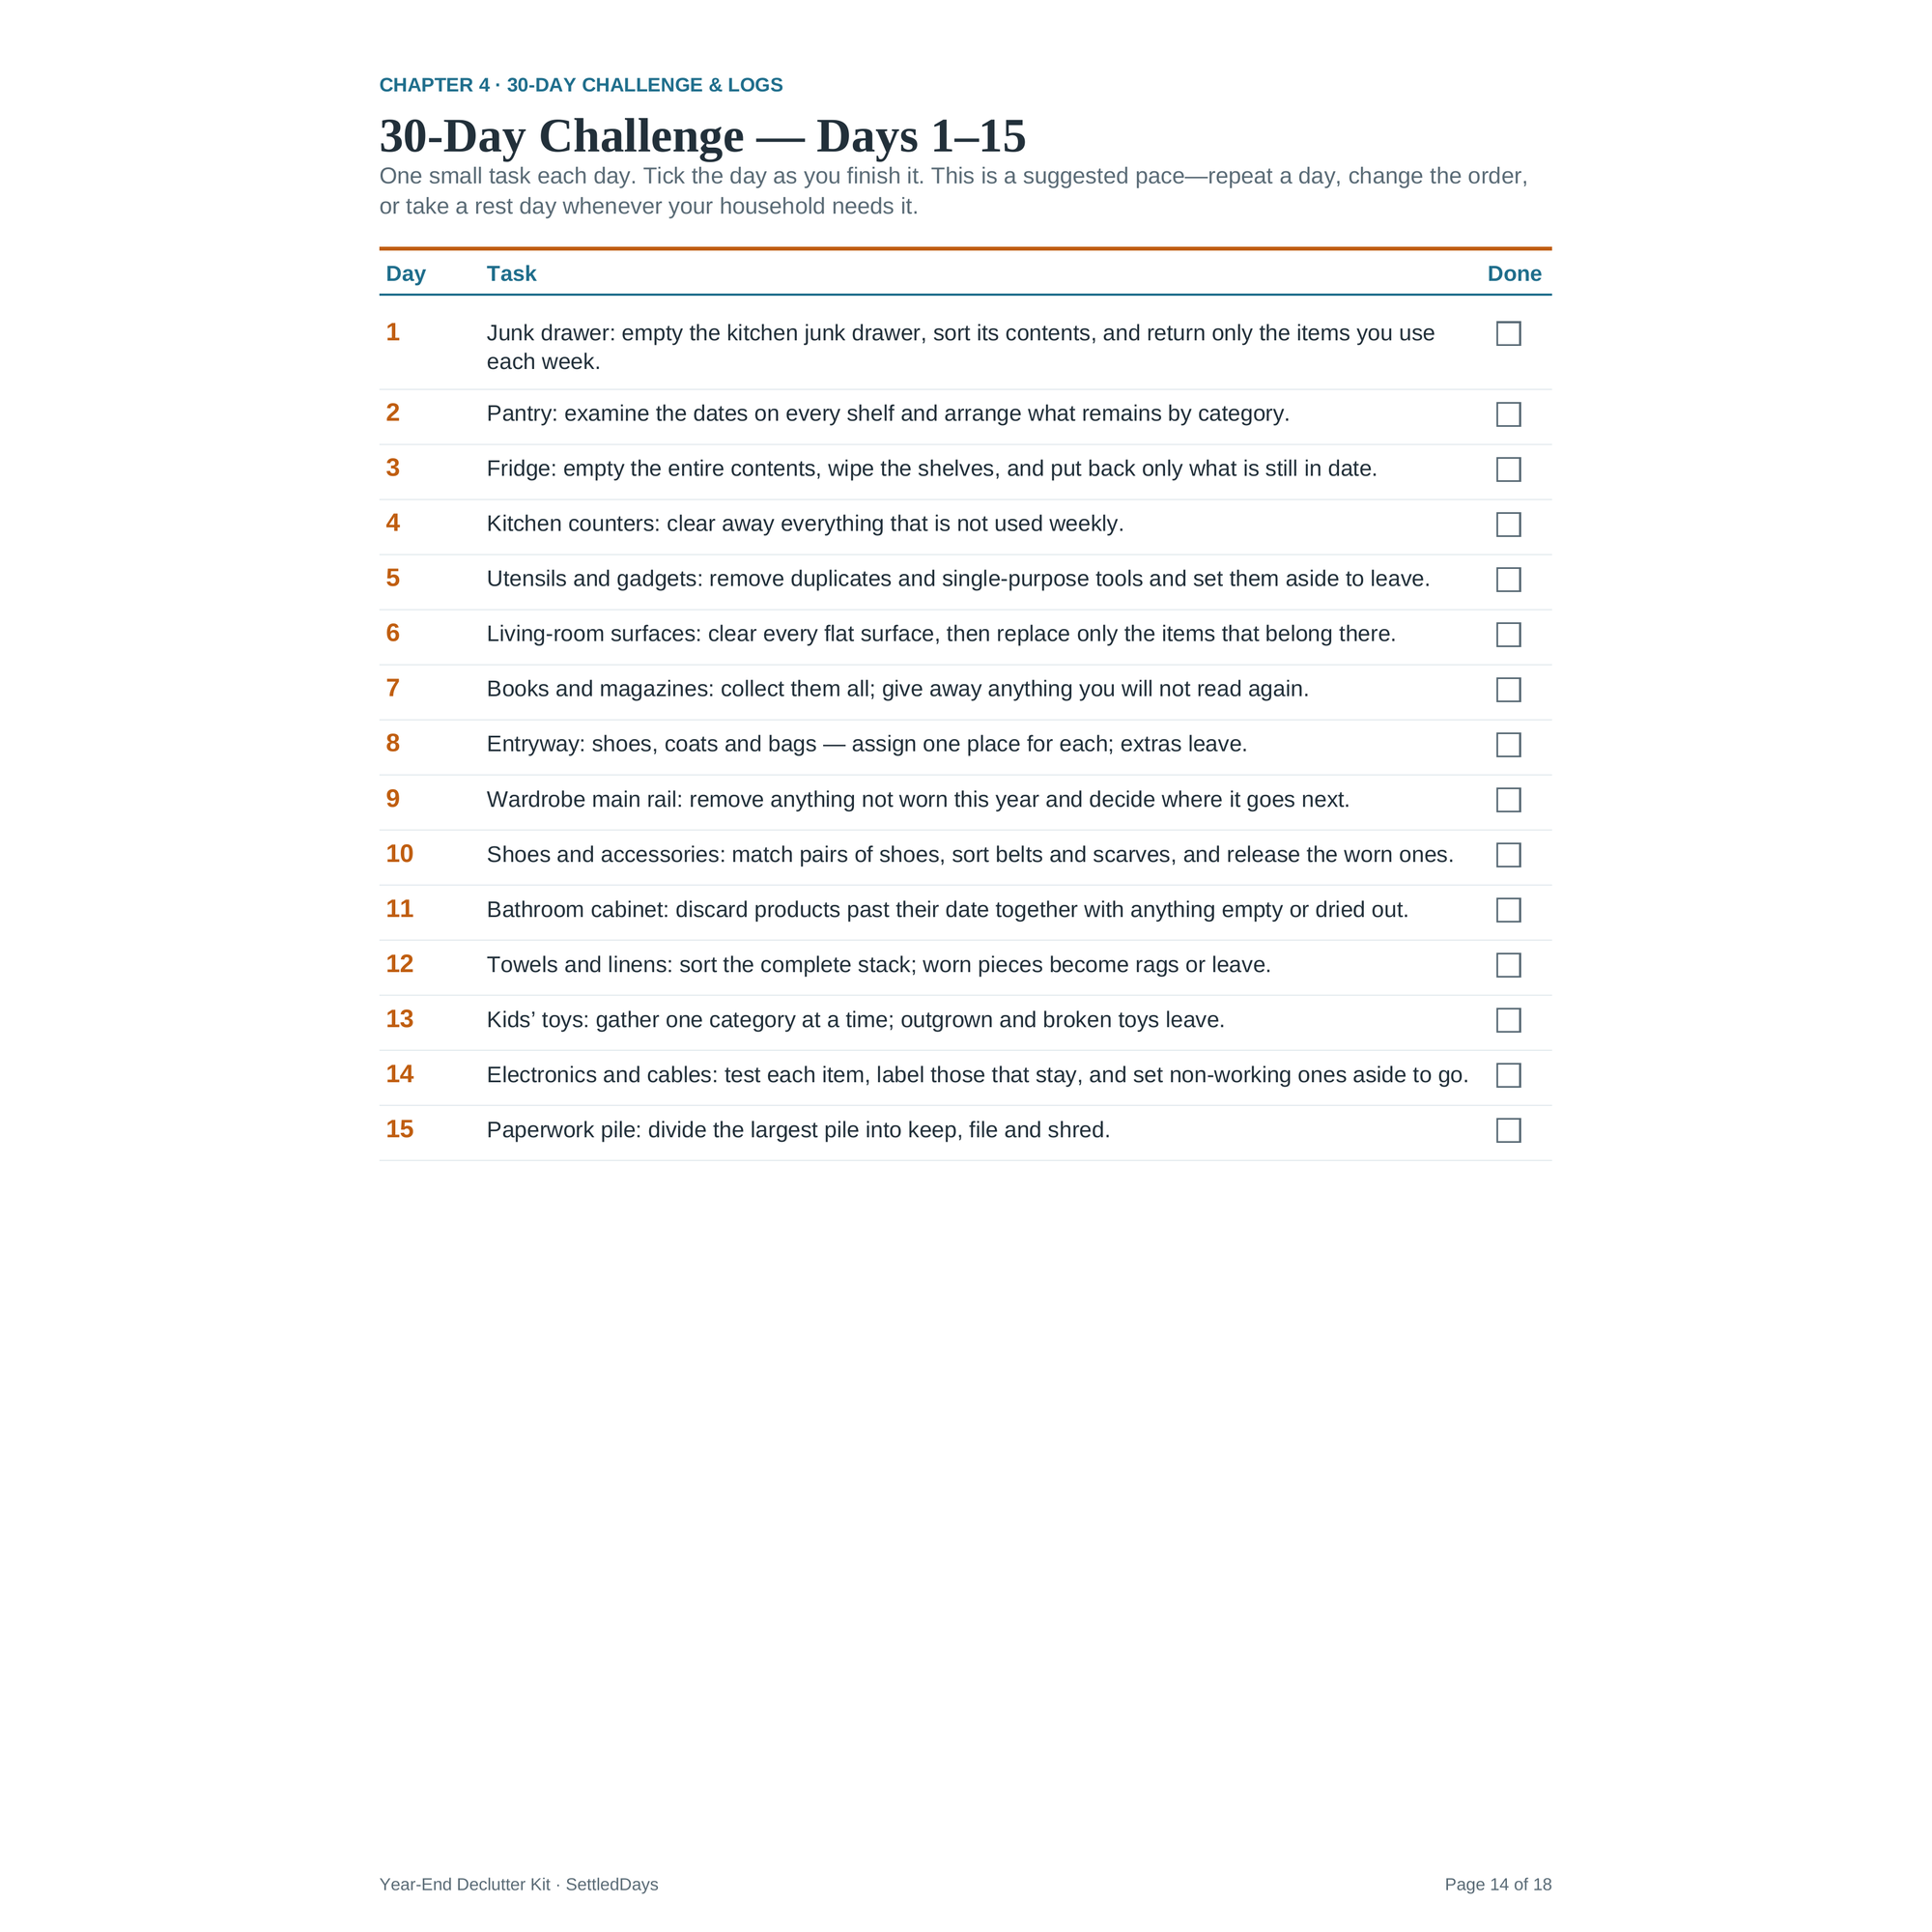 CHAPTER 4 · 30-DAY CHALLENGE & LOGS
30-Day Challenge — Days 1–15
One small task each day. Tick the day as you finish it. This is a suggested pace—repeat a day, change the order,
or take a rest day whenever your household needs it.
Day Task Done
1 Junk drawer: empty the kitchen junk drawer, sort its contents, and return only the items you use
each week.
2 Pantry: examine the dates on every shelf and arrange what remains by category.
3 Fridge: empty the entire contents, wipe the shelves, and put back only what is still in date.
4 Kitchen counters: clear away everything that is not used weekly.
5 Utensils and gadgets: remove duplicates and single-purpose tools and set them aside to leave.
6 Living-room surfaces: clear every flat surface, then replace only the items that belong there.
7 Books and magazines: collect them all; give away anything you will not read again.
8 Entryway: shoes, coats and bags — assign one place for each; extras leave.
9 Wardrobe main rail: remove anything not worn this year and decide where it goes next.
10 Shoes and accessories: match pairs of shoes, sort belts and scarves, and release the worn ones.
11 Bathroom cabinet: discard products past their date together with anything empty or dried out.
12 Towels and linens: sort the complete stack; worn pieces become rags or leave.
13 Kids’ toys: gather one category at a time; outgrown and broken toys leave.
14 Electronics and cables: test each item, label those that stay, and set non-working ones aside to go.
15 Paperwork pile: divide the largest pile into keep, file and shred.
Year-End Declutter Kit · SettledDays Page 14 of 18